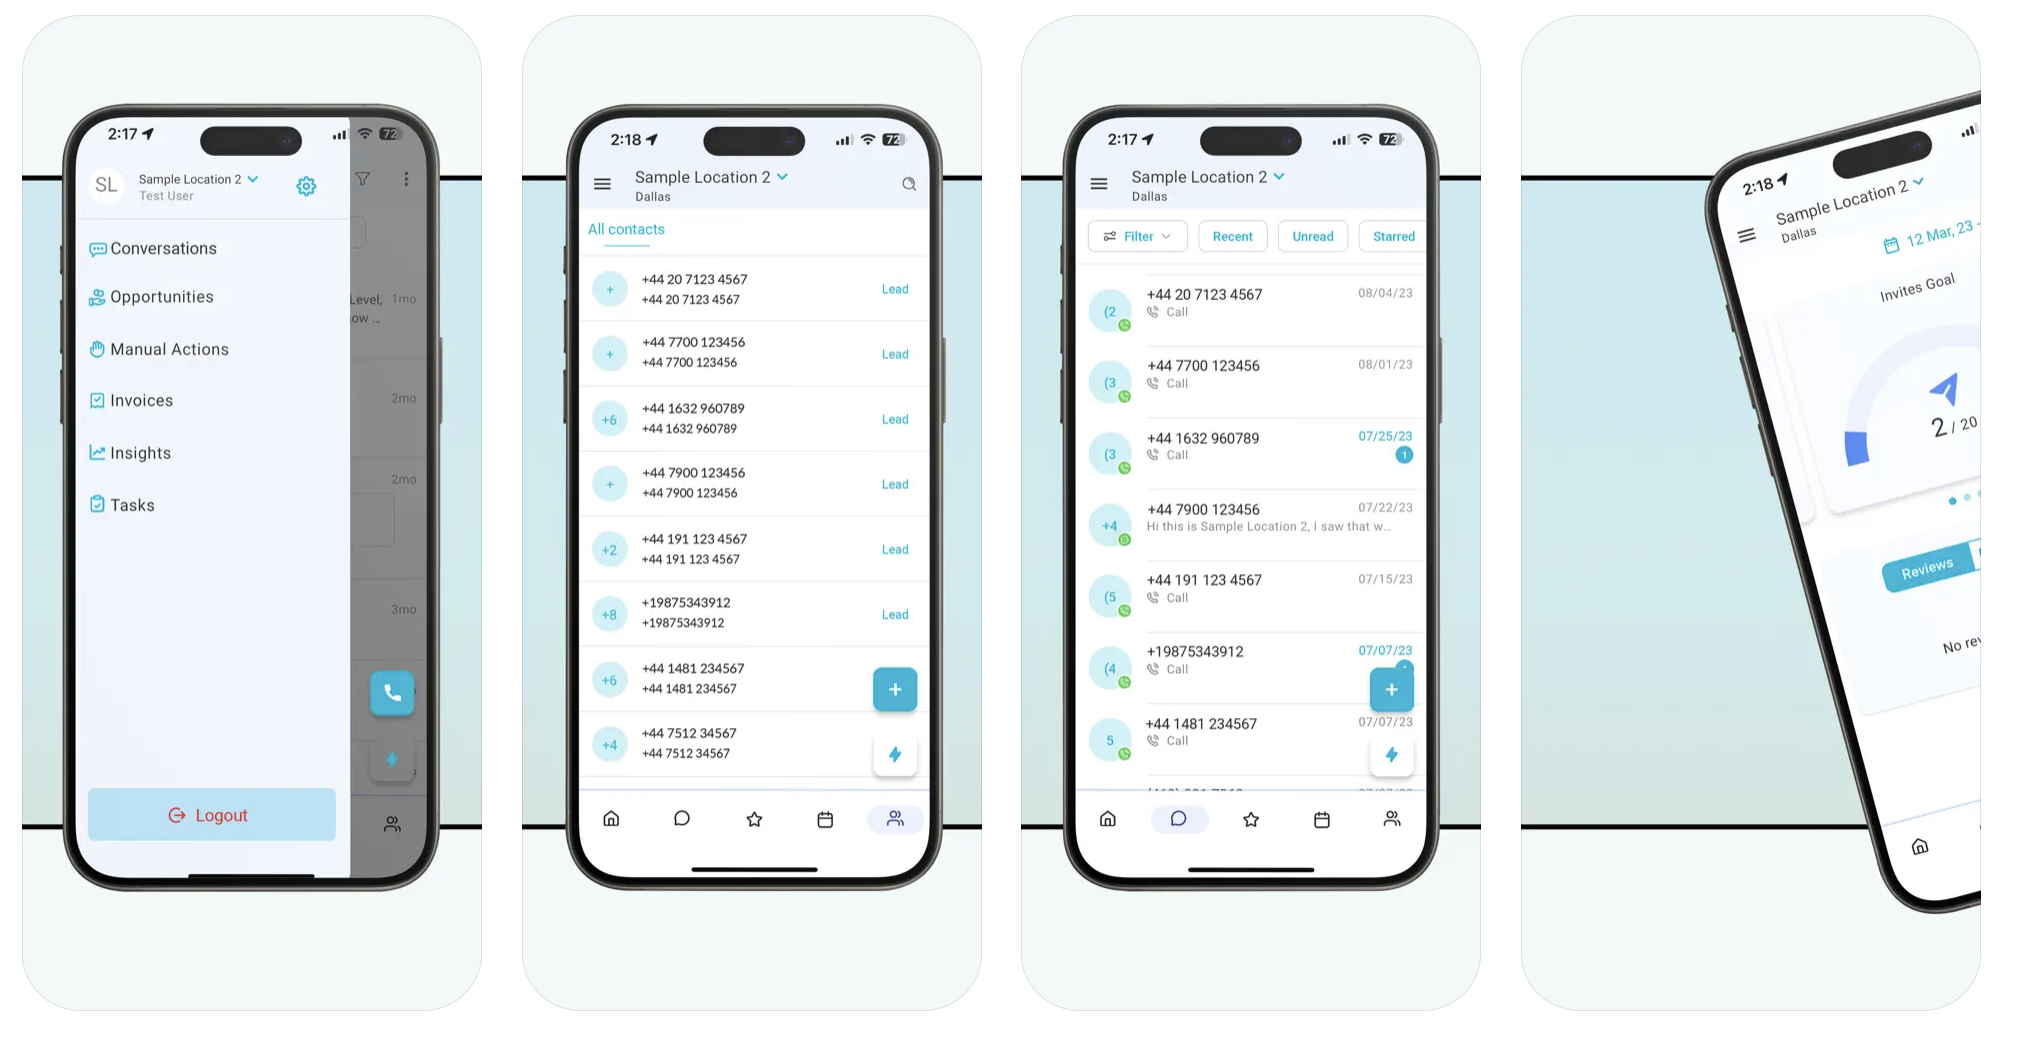 2:17
72
SL
Sample Location 2
Test User
Conversations
Opportunities
Manual Actions
Invoices
Insights
Tasks
Logout
Level,
1mo
ow ...
2mo
2mo
3mo
2:18
72
Sample Location 2
Dallas
All contacts
+
+44 20 7123 4567
+44 20 7123 4567
Lead
+
+44 7700 123456
+44 7700 123456
Lead
+6
+44 1632 960789
+44 1632 960789
Lead
+
+44 7900 123456
+44 7900 123456
Lead
+2
+44 191 123 4567
+44 191 123 4567
Lead
+8
+19875343912
+19875343912
Lead
+6
+44 1481 234567
+44 1481 234567
+4
+44 7512 34567
+44 7512 34567
+
2:17
72
Sample Location 2
Dallas
Filter
Recent
Unread
Starred
(2
+44 20 7123 4567
08/04/23
Call
(3
+44 7700 123456
08/01/23
Call
(3
+44 1632 960789
07/25/23
Call
1
+4
+44 7900 123456
07/22/23
Hi this is Sample Location 2, I saw that w...
(5
+44 191 123 4567
07/15/23
Call
(4
+19875343912
07/07/23
Call
5
+44 1481 234567
07/07/23
Call
+
2:18
Sample Location 2
Dallas
12 Mar, 23 -
Invites Goal
2 / 20
Reviews
No rev